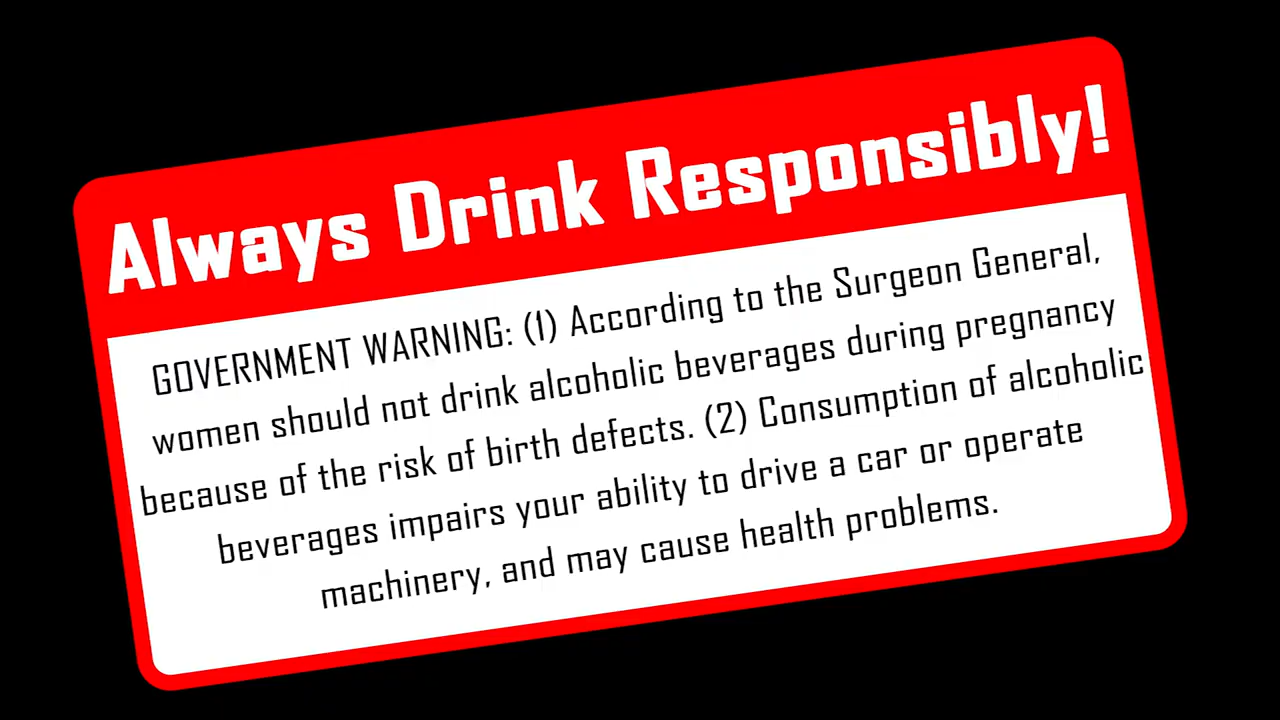 Always Drink Responsibly!
GOVERNMENT WARNING: (1) According to the Surgeon General,
women should not drink alcoholic beverages during pregnancy
because of the risk of birth defects. (2) Consumption of alcoholic
beverages impairs your ability to drive a car or operate
machinery, and may cause health problems.